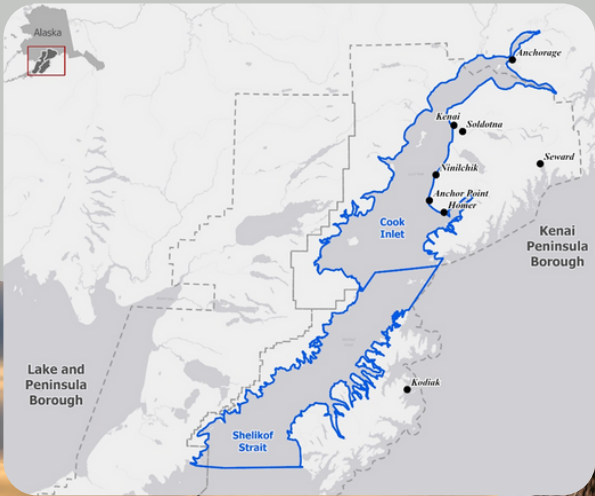 Alaska
Anchorage
Kenai
Soldotna
Seward
Ninilchik
Anchor Point
Homer
Cook
Inlet
Kenai
Peninsula
Borough
Lake and
Peninsula
Borough
Kodiak
Shelikof
Strait